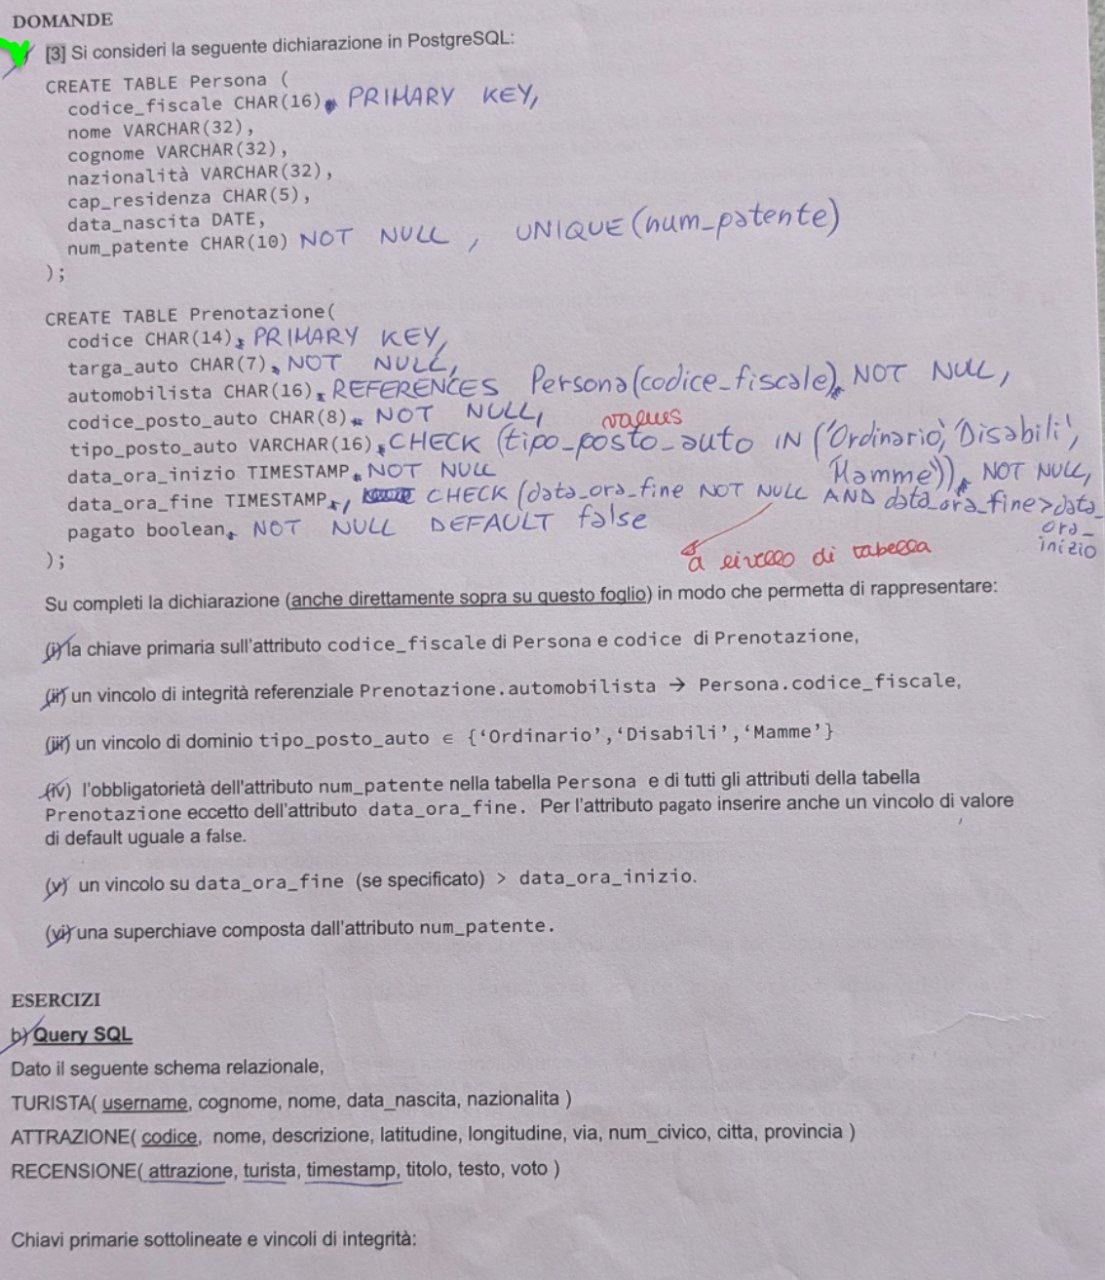 DOMANDE
[3] Si consideri la seguente dichiarazione in PostgreSQL:
CREATE TABLE Persona (
codice_fiscale CHAR(16) PRIMARY KEY,
nome VARCHAR(32),
cognome VARCHAR(32),
nazionalità VARCHAR(32),
cap_residenza CHAR(5),
data_nascita DATE,
num_patente CHAR(10) NOT NULL , UNIQUE (num_patente)
);
CREATE TABLE Prenotazione(
codice CHAR(14), PRIMARY KEY,
targa_auto CHAR(7), NOT NULL,
automobilista CHAR(16), REFERENCES Persona(codice_fiscale), NOT NUL,
codice_posto_auto CHAR(8), NOT NULL,
values
tipo_posto_auto VARCHAR(16), CHECK (tipo_posto_auto IN ('Ordinario', 'Disabili',
'Mamme')), NOT NULL,
data_ora_inizio TIMESTAMP, NOT NULL
data_ora_fine TIMESTAMP, , CHECK (data_ora_fine NOT NULL AND data_ora_fine > data_
ora_
inizio
pagato boolean, NOT NULL DEFAULT false
a livello di tabella
);
Su completi la dichiarazione (anche direttamente sopra su questo foglio) in modo che permetta di rappresentare:
(i) la chiave primaria sull'attributo codice_fiscale di Persona e codice di Prenotazione,
(ii) un vincolo di integrità referenziale Prenotazione.automobilista → Persona.codice_fiscale,
(iii) un vincolo di dominio tipo_posto_auto ∈ {‘Ordinario’,‘Disabili’,‘Mamme’}
(iv) l'obbligatorietà dell'attributo num_patente nella tabella Persona e di tutti gli attributi della tabella
Prenotazione eccetto dell'attributo data_ora_fine. Per l'attributo pagato inserire anche un vincolo di valore
di default uguale a false.
(v) un vincolo su data_ora_fine (se specificato) > data_ora_inizio.
(vi) una superchiave composta dall'attributo num_patente.
ESERCIZI
b) Query SQL
Dato il seguente schema relazionale,
TURISTA( username, cognome, nome, data_nascita, nazionalita )
ATTRAZIONE( codice, nome, descrizione, latitudine, longitudine, via, num_civico, citta, provincia )
RECENSIONE( attrazione, turista, timestamp, titolo, testo, voto )
Chiavi primarie sottolineate e vincoli di integrità: